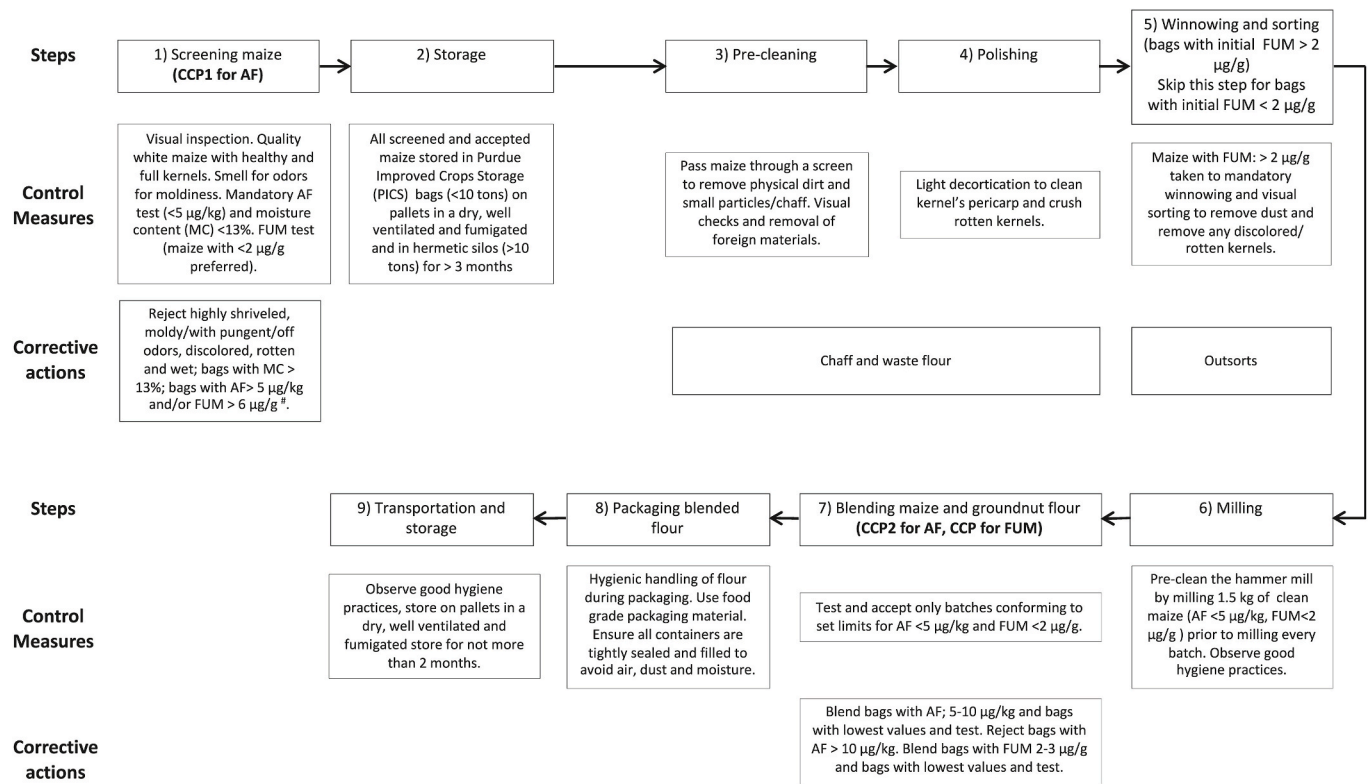 Steps
1) Screening maize
(CCP1 for AF)
2) Storage
3) Pre-cleaning
4) Polishing
5) Winnowing and sorting
(bags with initial FUM > 2
µg/g)
Skip this step for bags
with initial FUM < 2 µg/g
Control
Measures
Visual inspection. Quality
white maize with healthy and
full kernels. Smell for odors
for moldiness. Mandatory AF
test (<5 µg/kg) and moisture
content (MC) <13%. FUM test
(maize with <2 µg/g
preferred).
All screened and accepted
maize stored in Purdue
Improved Crops Storage
(PICS) bags (<10 tons) on
pallets in a dry, well
ventilated and fumigated
and in hermetic silos (>10
tons) for > 3 months
Pass maize through a screen
to remove physical dirt and
small particles/chaff. Visual
checks and removal of
foreign materials.
Light decortication to clean
kernel's pericarp and crush
rotten kernels.
Maize with FUM: > 2 µg/g
taken to mandatory
winnowing and visual
sorting to remove dust and
remove any discolored/
rotten kernels.
Corrective
actions
Reject highly shriveled,
moldy/with pungent/off
odors, discolored, rotten
and wet; bags with MC >
13%; bags with AF> 5 µg/kg
and/or FUM > 6 µg/g #.
Chaff and waste flour
Outsorts
Steps
9) Transportation and
storage
8) Packaging blended
flour
7) Blending maize and groundnut flour
(CCP2 for AF, CCP for FUM)
6) Milling
Control
Measures
Observe good hygiene
practices, store on pallets in a
dry, well ventilated and
fumigated store for not more
than 2 months.
Hygienic handling of flour
during packaging. Use food
grade packaging material.
Ensure all containers are
tightly sealed and filled to
avoid air, dust and moisture.
Test and accept only batches conforming to
set limits for AF <5 µg/kg and FUM <2 µg/g.
Pre-clean the hammer mill
by milling 1.5 kg of clean
maize (AF <5 µg/kg, FUM<2
µg/g ) prior to milling every
batch. Observe good
hygiene practices.
Corrective
actions
Blend bags with AF; 5-10 µg/kg and bags
with lowest values and test. Reject bags with
AF > 10 µg/kg. Blend bags with FUM 2-3 µg/g
and bags with lowest values and test.